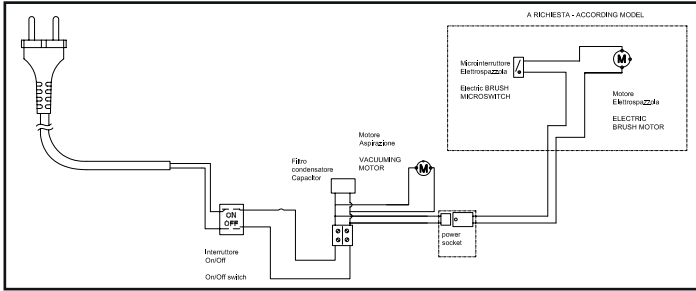 A RICHIESTA - ACCORDING MODEL
Microinterruttore
Elettrospazzola
Electric BRUSH
MICROSWITCH
M
Motore
Elettrospazzola
ELECTRIC
BRUSH MOTOR
Motore
Aspirazione
VACUUMING
MOTOR
M
Filtro
condensatore
Capacitor
ON
OFF
Interruttore
On/Off
On/Off switch
power
socket